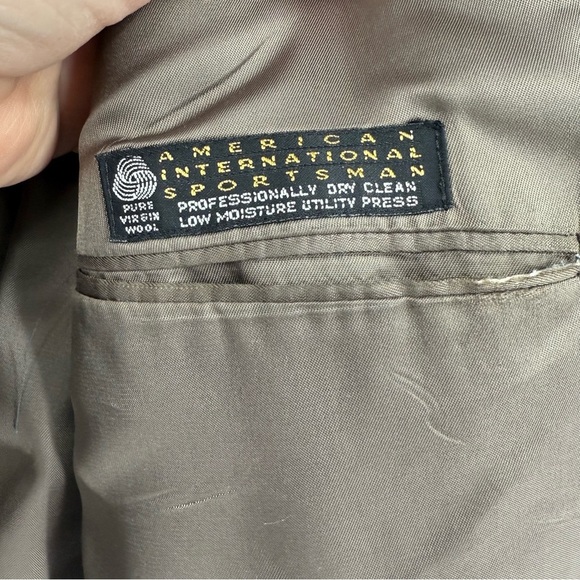 AMERICAN
INTERNATIONAL
SPORTSMAN
PROFESSIONALLY DRY CLEAN
LOW MOISTURE UTILITY PRESS
PURE
VIRGIN
WOOL